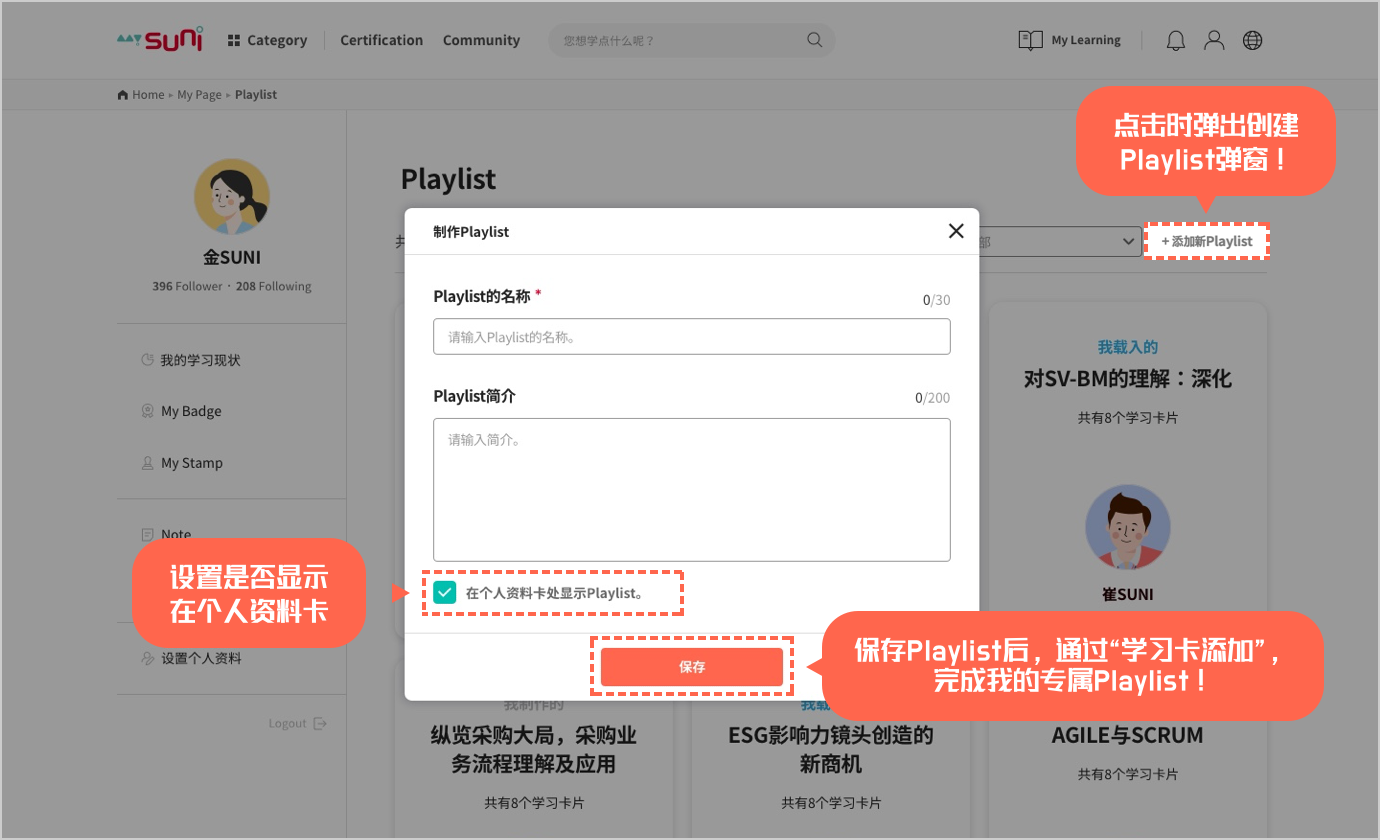 mySUNI
Category
Certification
Community
您想学点什么呢？
My Learning
Home ▸ My Page ▸ Playlist
点击时弹出创建
Playlist弹窗！
Playlist
共
部
+ 添加新Playlist
金SUNI
396 Follower · 208 Following
我的学习现状
My Badge
My Stamp
Note
设置个人资料
Logout
制作Playlist
Playlist的名称 *
0/30
请输入Playlist的名称。
Playlist简介
0/200
请输入简介。
设置是否显示
在个人资料卡
在个人资料卡处显示Playlist。
保存
保存Playlist后，通过“学习卡添加”，
完成我的专属Playlist！
我载入的
对SV-BM的理解：深化
共有8个学习卡片
崔SUNI
我制作的
纵览采购大局，采购业
务流程理解及应用
共有8个学习卡片
我载
ESG影响力镜头创造的
新商机
共有8个学习卡片
AGILE与SCRUM
共有8个学习卡片